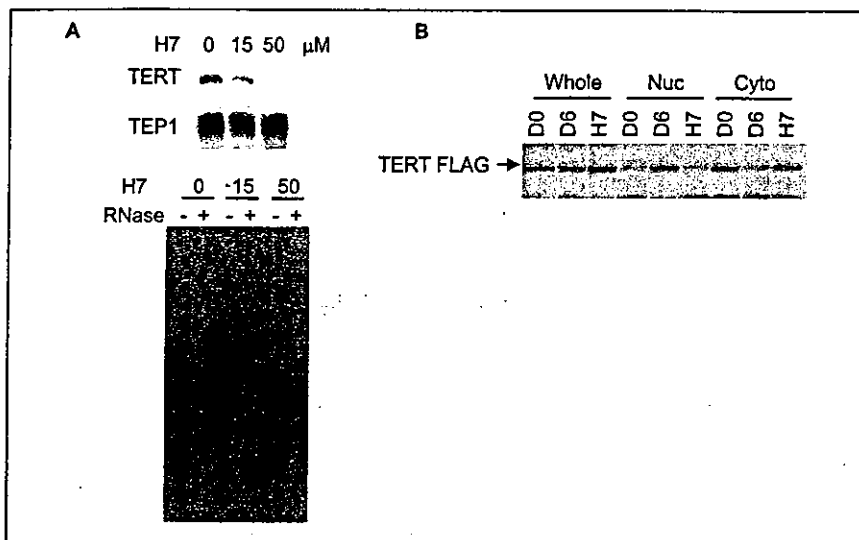 A
H7 0 15 50 μM
TERT
TEP1
H7 0 -15 50
RNase - + - + - +
B
Whole Nuc Cyto
D0 D6 H7 D0 D6 H7 D0 D6 H7
TERT FLAG